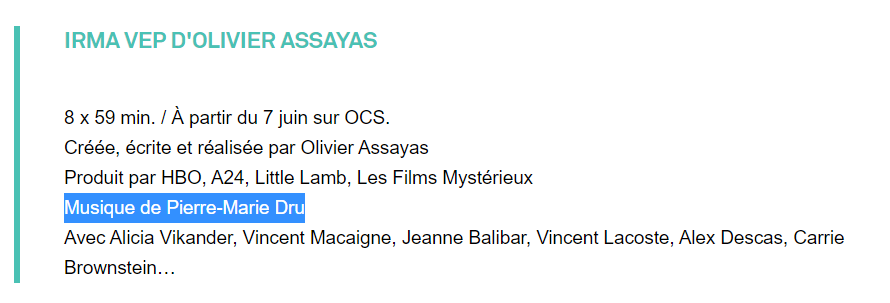 IRMA VEP D'OLIVIER ASSAYAS
8 x 59 min. / À partir du 7 juin sur OCS.
Créée, écrite et réalisée par Olivier Assayas
Produit par HBO, A24, Little Lamb, Les Films Mystérieux
Musique de Pierre-Marie Dru
Avec Alicia Vikander, Vincent Macaigne, Jeanne Balibar, Vincent Lacoste, Alex Descas, Carrie
Brownstein…